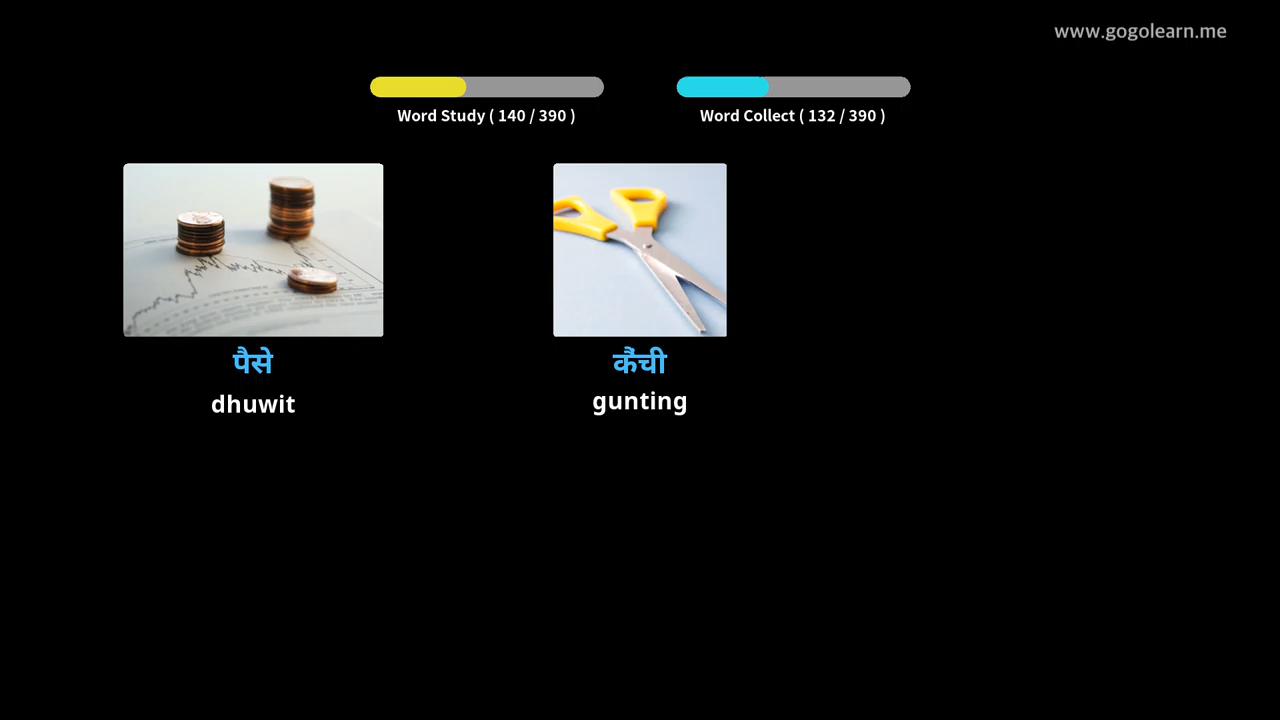 www.gogolearn.me
Word Study ( 140 / 390 )
Word Collect ( 132 / 390 )
पैसे
dhuwit
कैंची
gunting